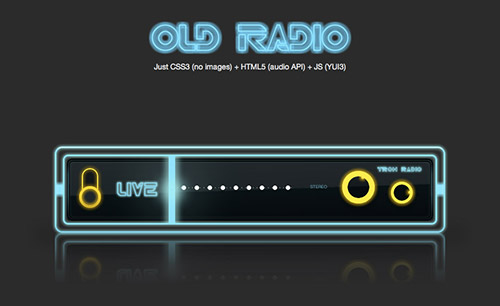 OLD RADIO
Just CSS3 (no images) + HTML5 (audio API) + JS (YUI3)
TRON RADIO
LIVE
STEREO